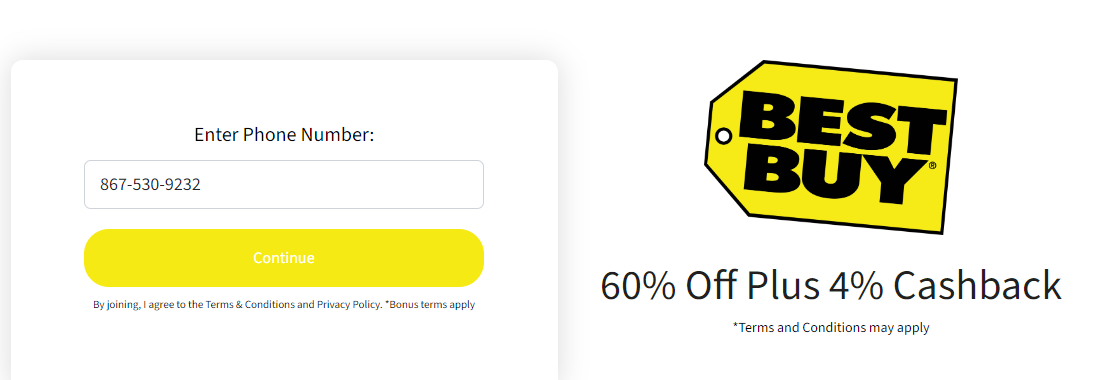 Enter Phone Number:
867-530-9232
Continue
By joining, I agree to the Terms & Conditions and Privacy Policy. *Bonus terms apply
BEST
BUY®
60% Off Plus 4% Cashback
*Terms and Conditions may apply